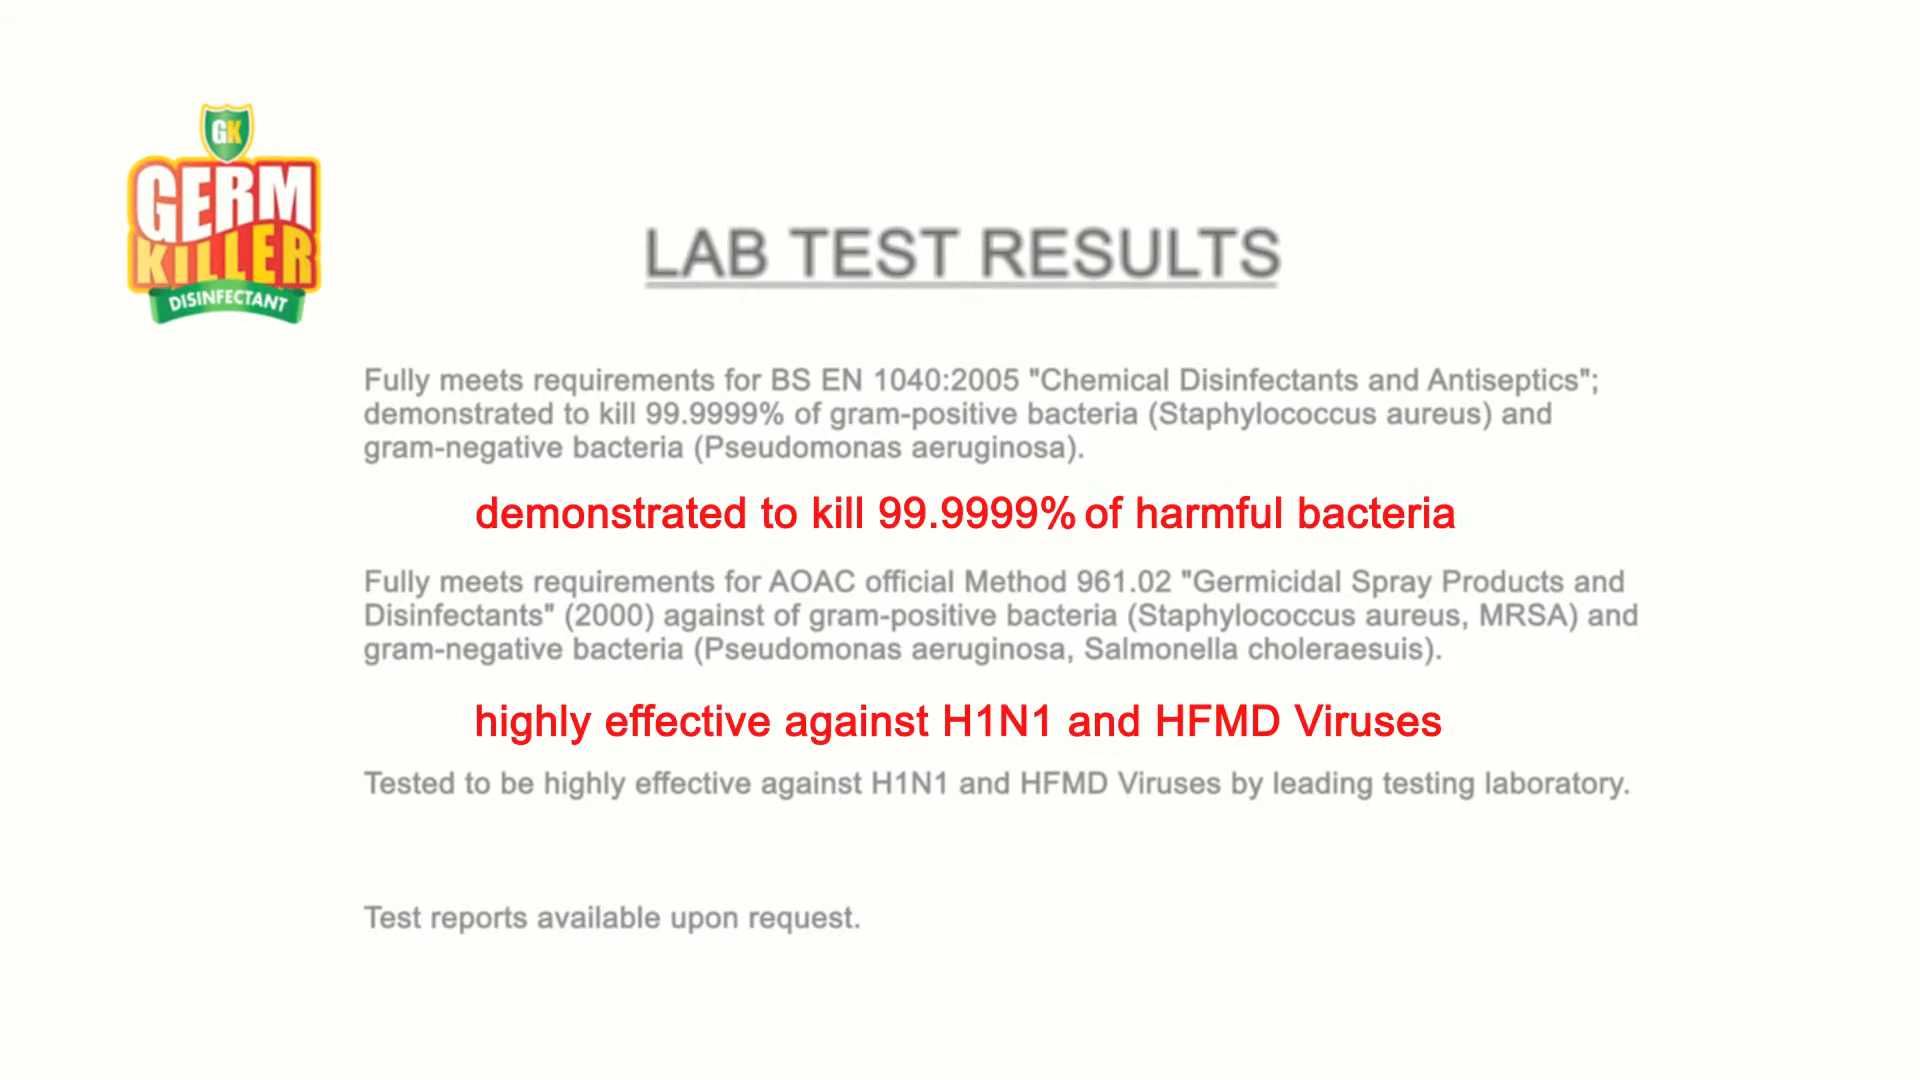 GK
GERM
KILLER
DISINFECTANT
LAB TEST RESULTS
Fully meets requirements for BS EN 1040:2005 "Chemical Disinfectants and Antiseptics";
demonstrated to kill 99.9999% of gram-positive bacteria (Staphylococcus aureus) and
gram-negative bacteria (Pseudomonas aeruginosa).
demonstrated to kill 99.9999% of harmful bacteria
Fully meets requirements for AOAC official Method 961.02 "Germicidal Spray Products and
Disinfectants" (2000) against of gram-positive bacteria (Staphylococcus aureus, MRSA) and
gram-negative bacteria (Pseudomonas aeruginosa, Salmonella choleraesuis).
highly effective against H1N1 and HFMD Viruses
Tested to be highly effective against H1N1 and HFMD Viruses by leading testing laboratory.
Test reports available upon request.